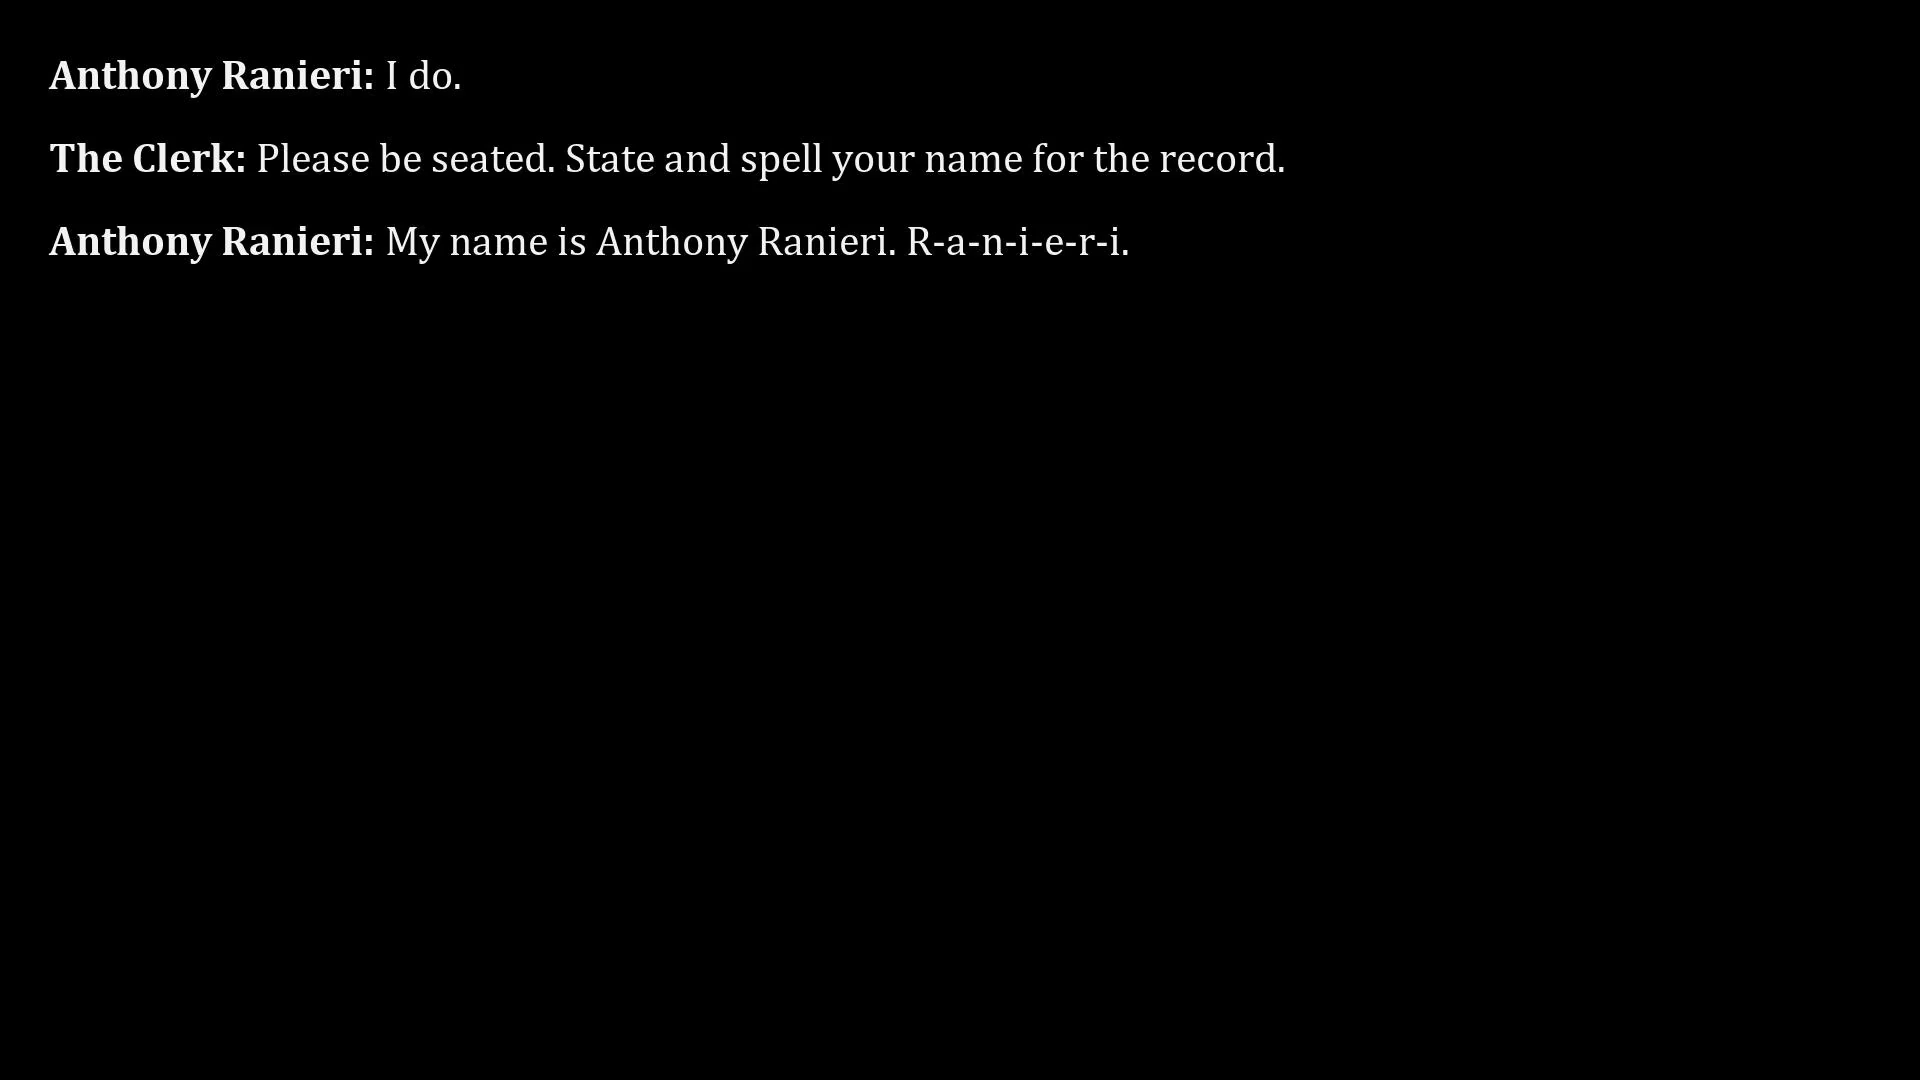 Anthony Ranieri: I do.
The Clerk: Please be seated. State and spell your name for the record.
Anthony Ranieri: My name is Anthony Ranieri. R-a-n-i-e-r-i.